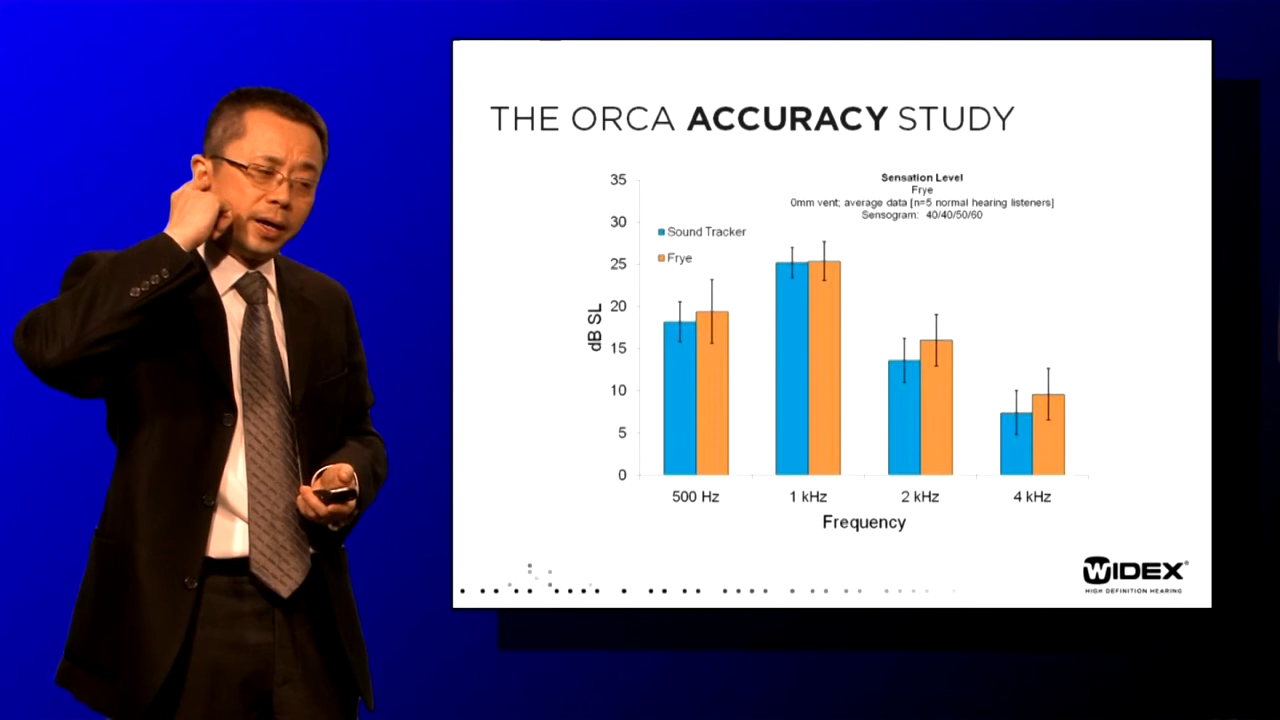 THE ORCA ACCURACY STUDY
Sensation Level
Frye
0mm vent; average data [n=5 normal hearing listeners]
Sensogram: 40/40/50/60
Sound Tracker
Frye
35
30
25
20
15
10
5
0
dB SL
500 Hz 1 kHz 2 kHz 4 kHz
Frequency
WIDEX®
HIGH DEFINITION HEARING